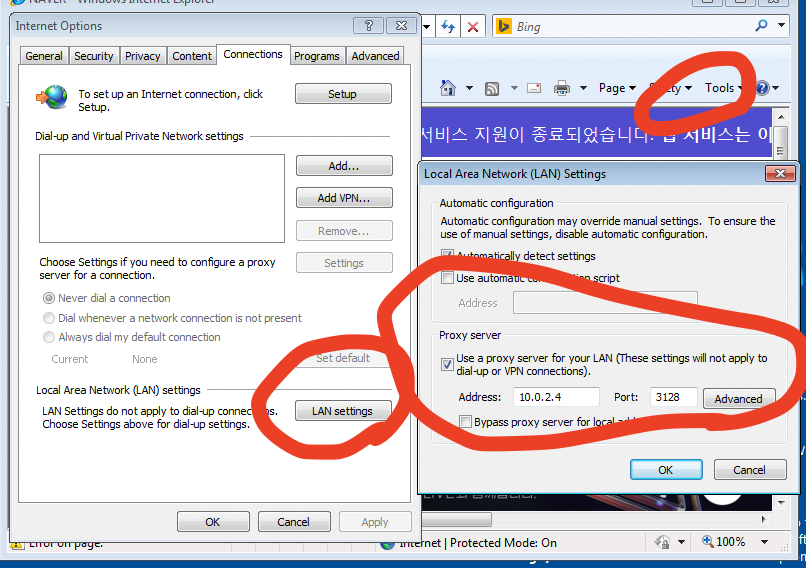 NAVER - Windows Internet Explorer
Internet Options
Bing
General
Security
Privacy
Content
Connections
Programs
Advanced
To set up an Internet connection, click
Setup.
Setup
Page
Tools
서비스 지원이 종료되었습니다.
서비스는 이
Dial-up and Virtual Private Network settings
Add...
Add VPN...
Remove...
Choose Settings if you need to configure a proxy
server for a connection.
Settings
Never dial a connection
Dial whenever a network connection is not present
Always dial my default connection
Current
None
Set default
Local Area Network (LAN) settings
LAN Settings do not apply to dial-up connections.
Choose Settings above for dial-up settings.
LAN settings
OK
Cancel
Apply
Local Area Network (LAN) Settings
Automatic configuration
Automatic configuration may override manual settings. To ensure the
use of manual settings, disable automatic configuration.
Automatically detect settings
Use automatic configuration script
Address
Proxy server
Use a proxy server for your LAN (These settings will not apply to
dial-up or VPN connections).
Address:
10.0.2.4
Port:
3128
Advanced
Bypass proxy server for local
OK
Cancel
Error on page.
Internet | Protected Mode: On
100%